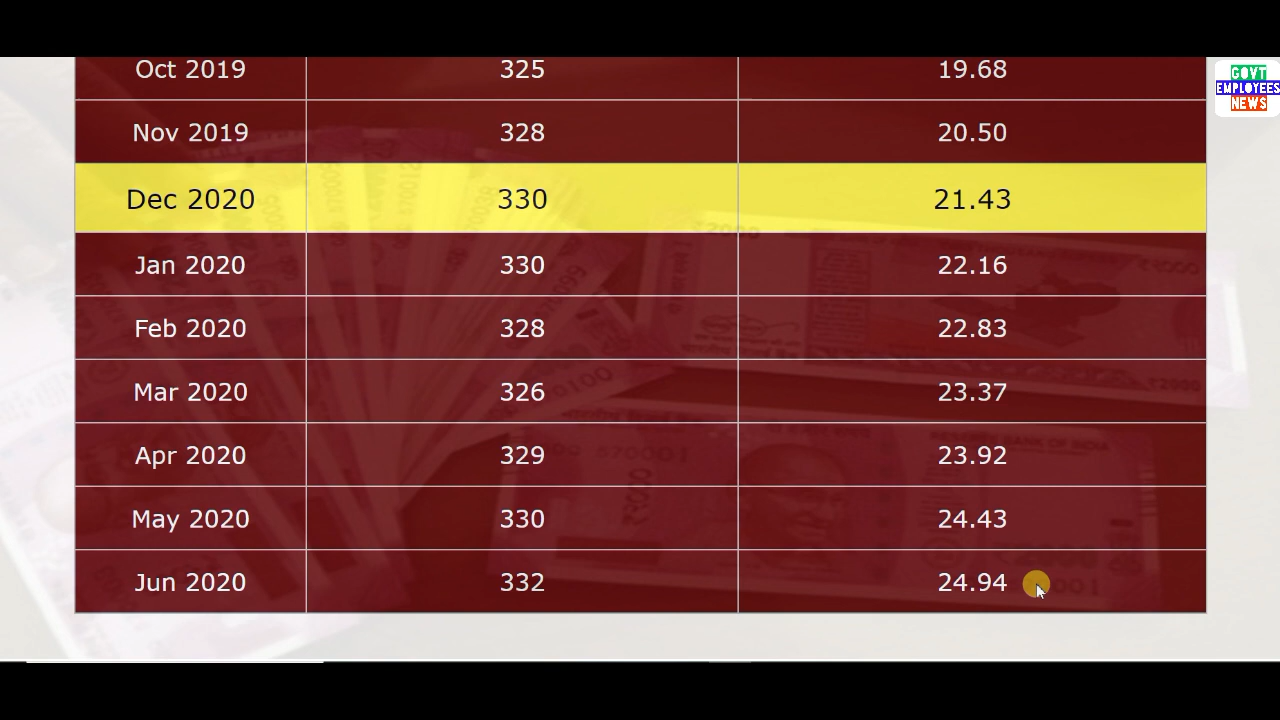 Oct 2019 325 19.68
GOVT
EMPLOYEES
NEWS
Nov 2019 328 20.50
Dec 2020 330 21.43
Jan 2020 330 22.16
Feb 2020 328 22.83
Mar 2020 326 23.37
Apr 2020 329 23.92
May 2020 330 24.43
Jun 2020 332 24.94